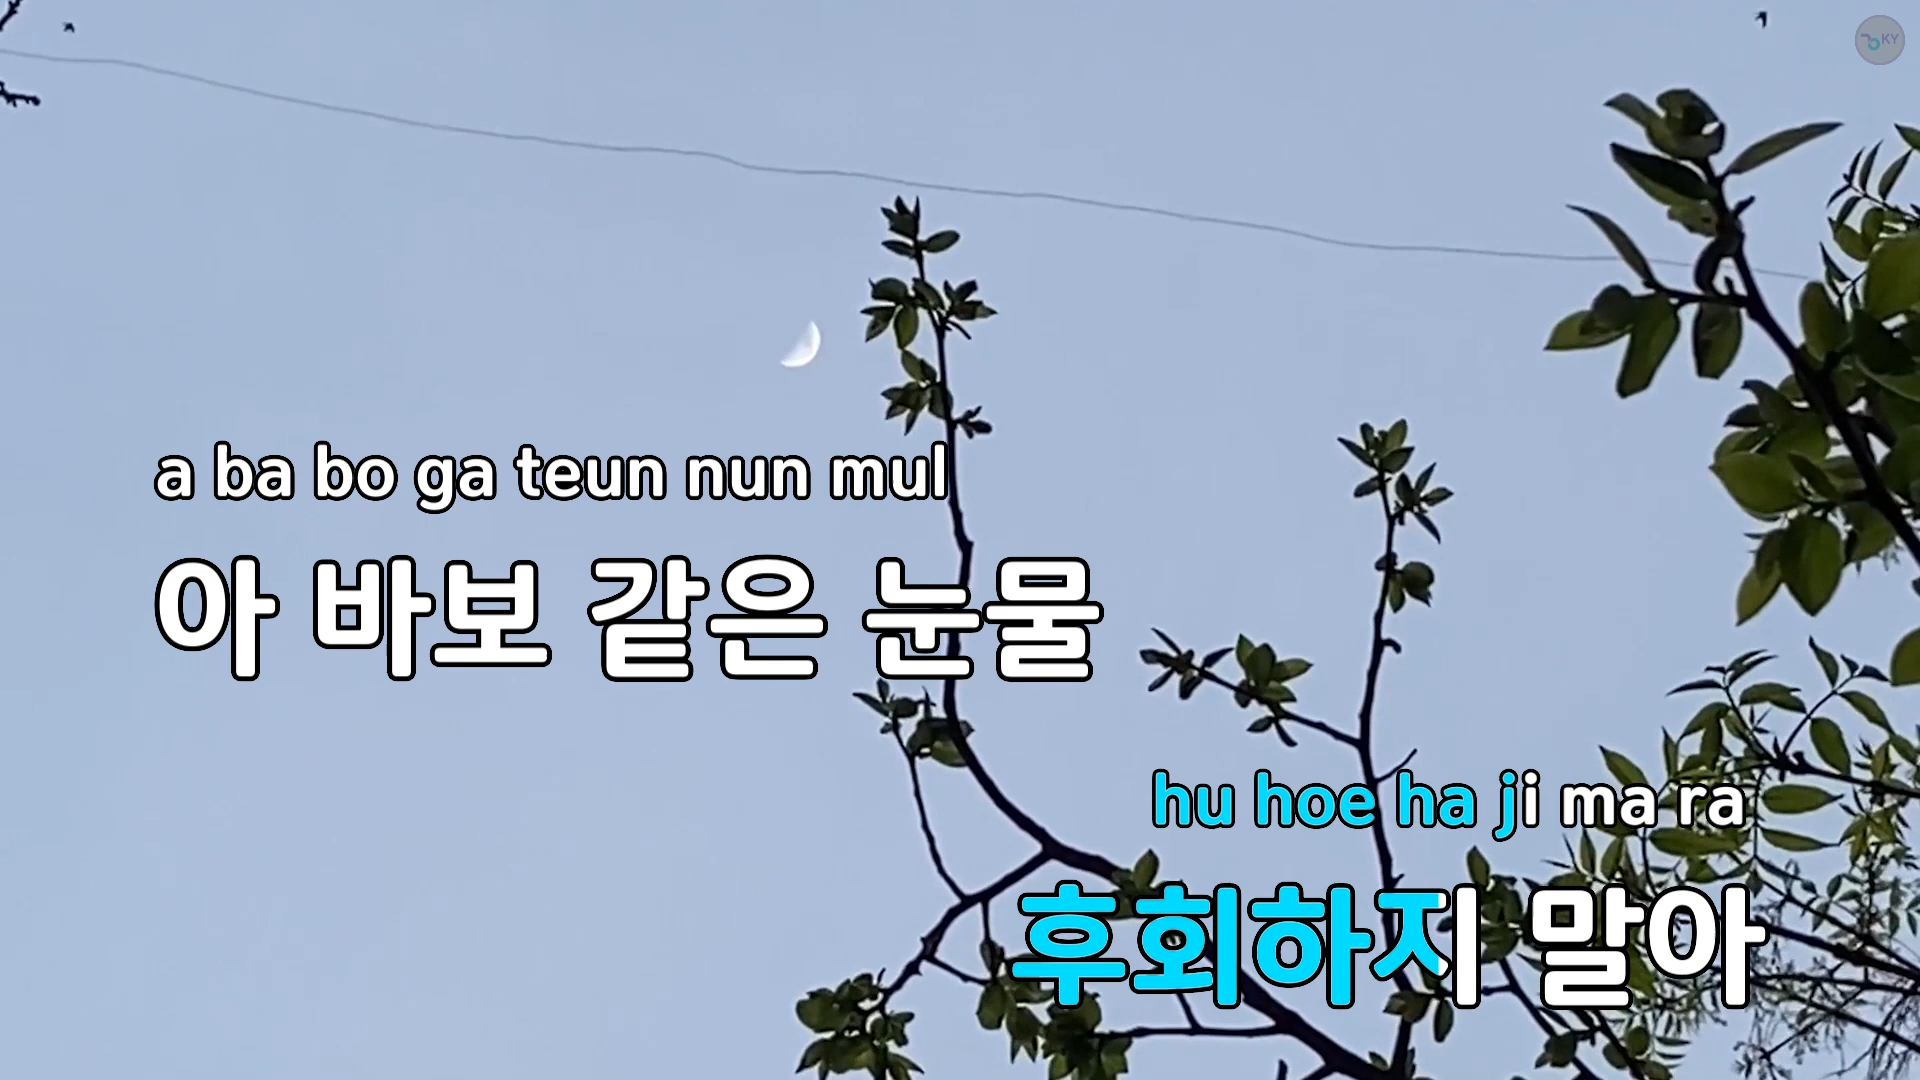 KY
a ba bo ga teun nun mul
아 바보 같은 눈물
hu hoe ha ji ma ra
후회하지 말아